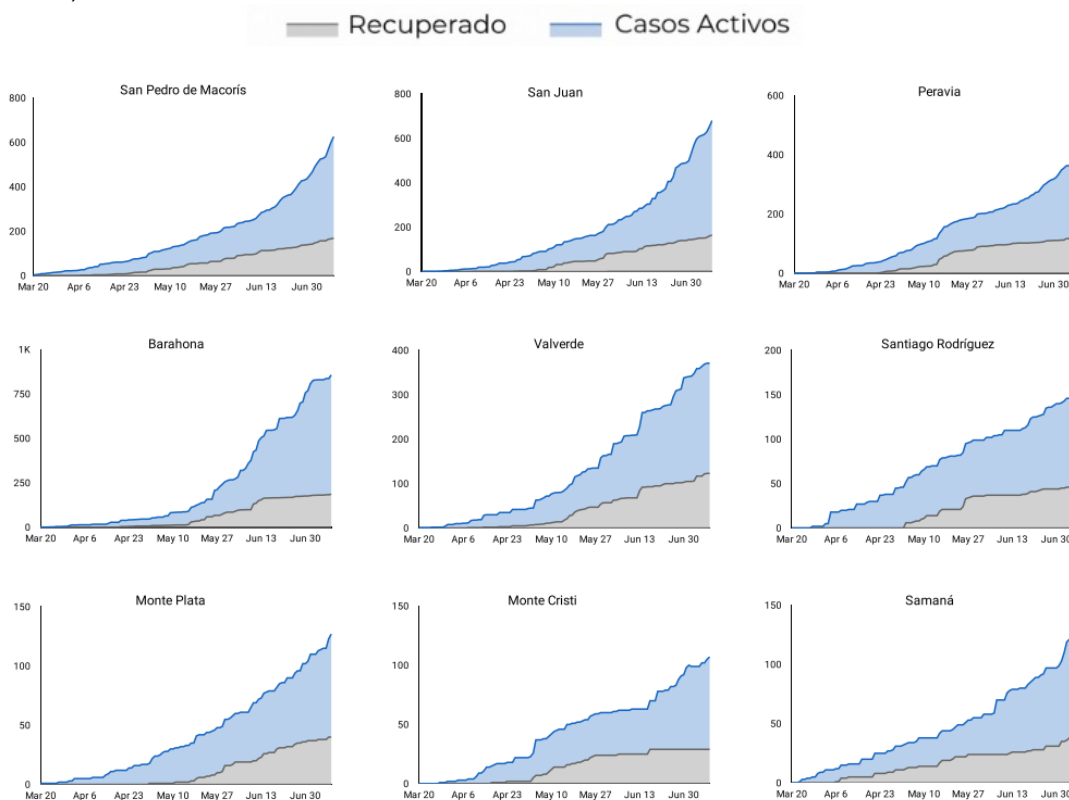 Recuperado Casos Activos
San Pedro de Macorís
800
600
400
200
0
Mar 20 Apr 6 Apr 23 May 10 May 27 Jun 13 Jun 30
San Juan
800
600
400
200
0
Mar 20 Apr 6 Apr 23 May 10 May 27 Jun 13 Jun 30
Peravia
600
400
200
0
Mar 20 Apr 6 Apr 23 May 10 May 27 Jun 13 Jun 30
Barahona
1K
750
500
250
0
Mar 20 Apr 6 Apr 23 May 10 May 27 Jun 13 Jun 30
Valverde
400
300
200
100
0
Mar 20 Apr 6 Apr 23 May 10 May 27 Jun 13 Jun 30
Santiago Rodríguez
200
150
100
50
0
Mar 20 Apr 6 Apr 23 May 10 May 27 Jun 13 Jun 30
Monte Plata
150
100
50
0
Mar 20 Apr 6 Apr 23 May 10 May 27 Jun 13 Jun 30
Monte Cristi
150
100
50
0
Mar 20 Apr 6 Apr 23 May 10 May 27 Jun 13 Jun 30
Samaná
150
100
50
0
Mar 20 Apr 6 Apr 23 May 10 May 27 Jun 13 Jun 30